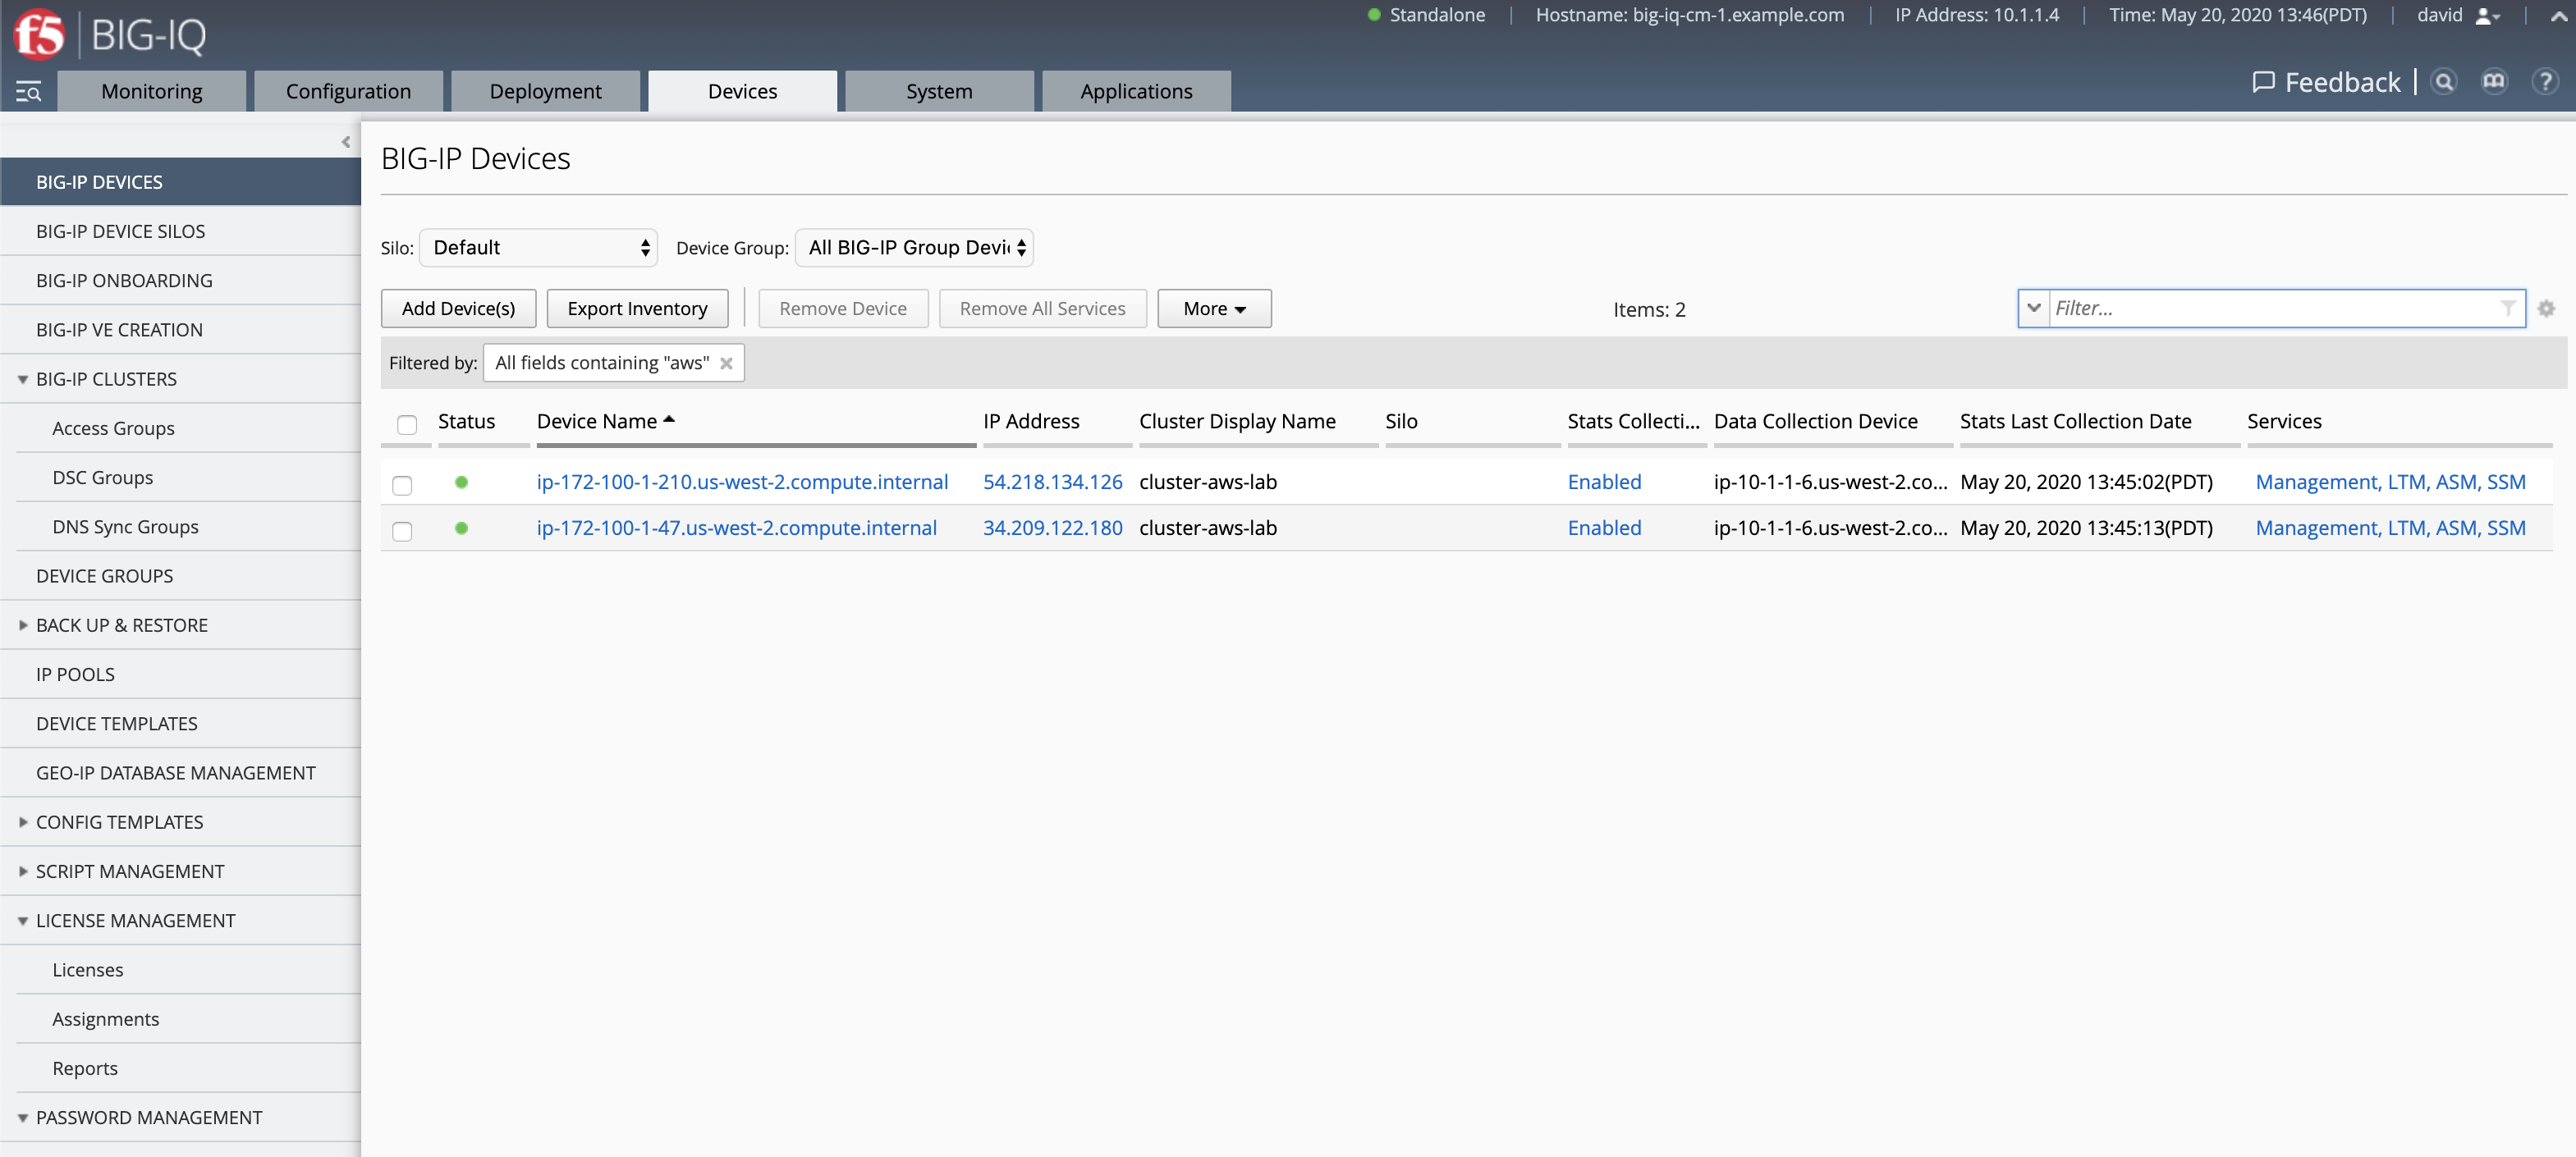 f5 BIG-IQ
Standalone | Hostname: big-iq-cm-1.example.com | IP Address: 10.1.1.4 | Time: May 20, 2020 13:46(PDT) | david
Monitoring Configuration Deployment Devices System Applications
Feedback | ?
BIG-IP DEVICES
BIG-IP DEVICE SILOS
BIG-IP ONBOARDING
BIG-IP VE CREATION
BIG-IP CLUSTERS
Access Groups
DSC Groups
DNS Sync Groups
DEVICE GROUPS
BACK UP & RESTORE
IP POOLS
DEVICE TEMPLATES
GEO-IP DATABASE MANAGEMENT
CONFIG TEMPLATES
SCRIPT MANAGEMENT
LICENSE MANAGEMENT
Licenses
Assignments
Reports
PASSWORD MANAGEMENT
BIG-IP Devices
Silo: Default Device Group: All BIG-IP Group Devi
Add Device(s) Export Inventory Remove Device Remove All Services More Items: 2 Filter...
Filtered by: All fields containing "aws"
Status Device Name IP Address Cluster Display Name Silo Stats Collecti... Data Collection Device Stats Last Collection Date Services
ip-172-100-1-210.us-west-2.compute.internal 54.218.134.126 cluster-aws-lab Enabled ip-10-1-1-6.us-west-2.co... May 20, 2020 13:45:02(PDT) Management, LTM, ASM, SSM
ip-172-100-1-47.us-west-2.compute.internal 34.209.122.180 cluster-aws-lab Enabled ip-10-1-1-6.us-west-2.co... May 20, 2020 13:45:13(PDT) Management, LTM, ASM, SSM